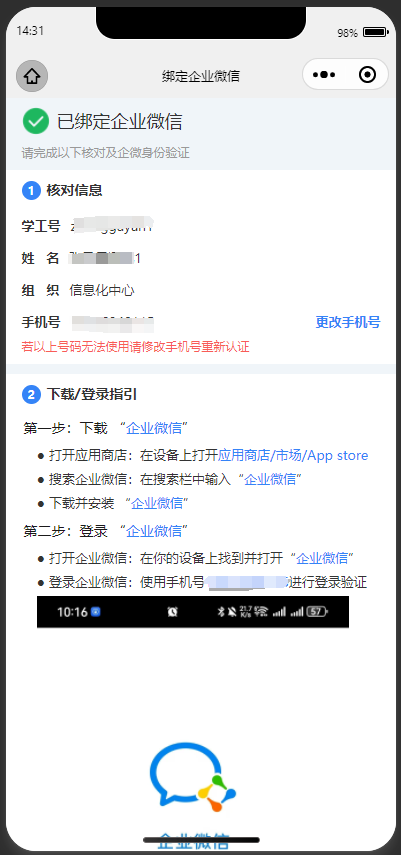 14:31
98%
绑定企业微信
已绑定企业微信
请完成以下核对及企微身份验证
1 核对信息
学工号
姓 名 1
组 织 信息化中心
手机号 更改手机号
若以上号码无法使用请修改手机号重新认证
2 下载/登录指引
第一步：下载 “企业微信”
● 打开应用商店：在设备上打开应用商店/市场/App store
● 搜索企业微信：在搜索栏中输入 “企业微信”
● 下载并安装 “企业微信”
第二步：登录 “企业微信”
● 打开企业微信：在你的设备上找到并打开 “企业微信”
● 登录企业微信：使用手机号 进行登录验证
10:16 21.7 K/s 57
企业微信